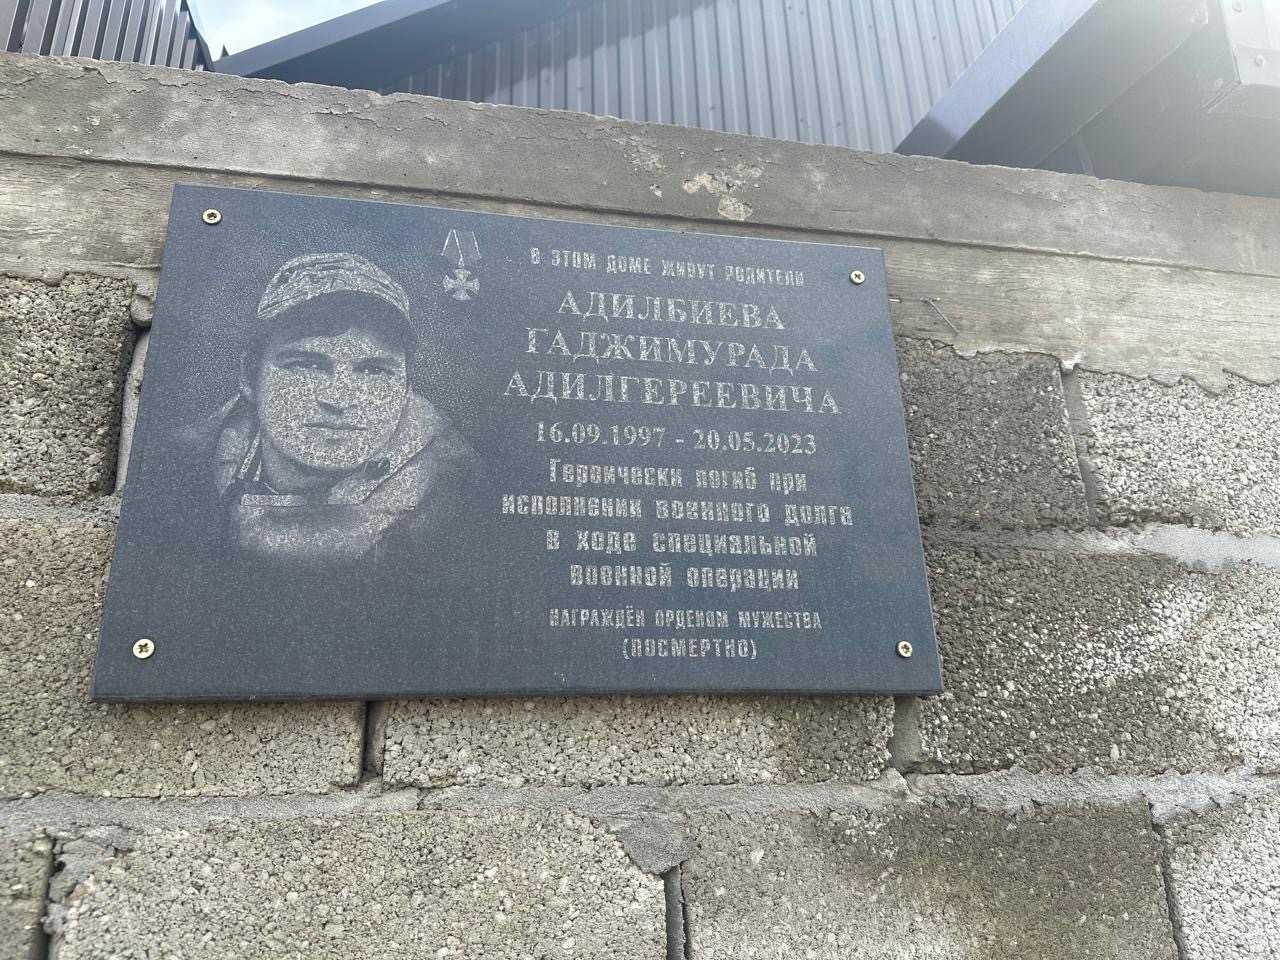 В ЭТОМ ДОМЕ ЖИВУТ РОДИТЕЛИ
АДИЛБИЕВА
ГАДЖИМУРАДА
АДИЛГЕРЕЕВИЧА
16.09.1997 - 20.05.2023
Героически погиб при
исполнении военного долга
в ходе специальной
военной операции
НАГРАЖДЁН ОРДЕНОМ МУЖЕСТВА
(ПОСМЕРТНО)